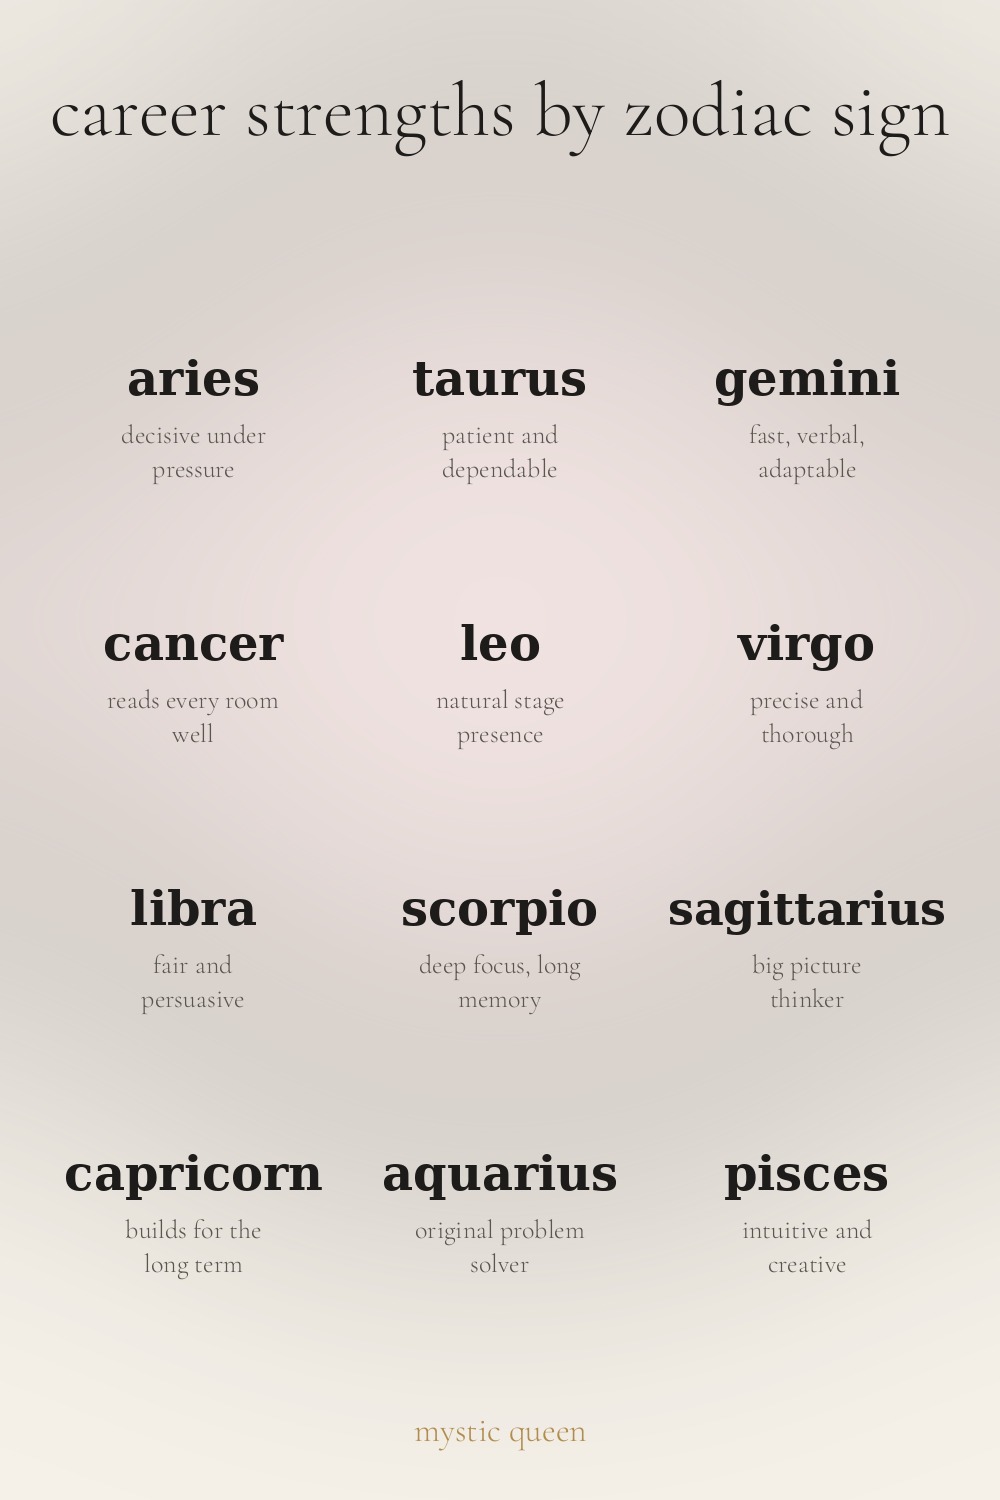 career strengths by zodiac sign
aries
decisive under
pressure
taurus
patient and
dependable
gemini
fast, verbal,
adaptable
cancer
reads every room
well
leo
natural stage
presence
virgo
precise and
thorough
libra
fair and
persuasive
scorpio
deep focus, long
memory
sagittarius
big picture
thinker
capricorn
builds for the
long term
aquarius
original problem
solver
pisces
intuitive and
creative
mystic queen